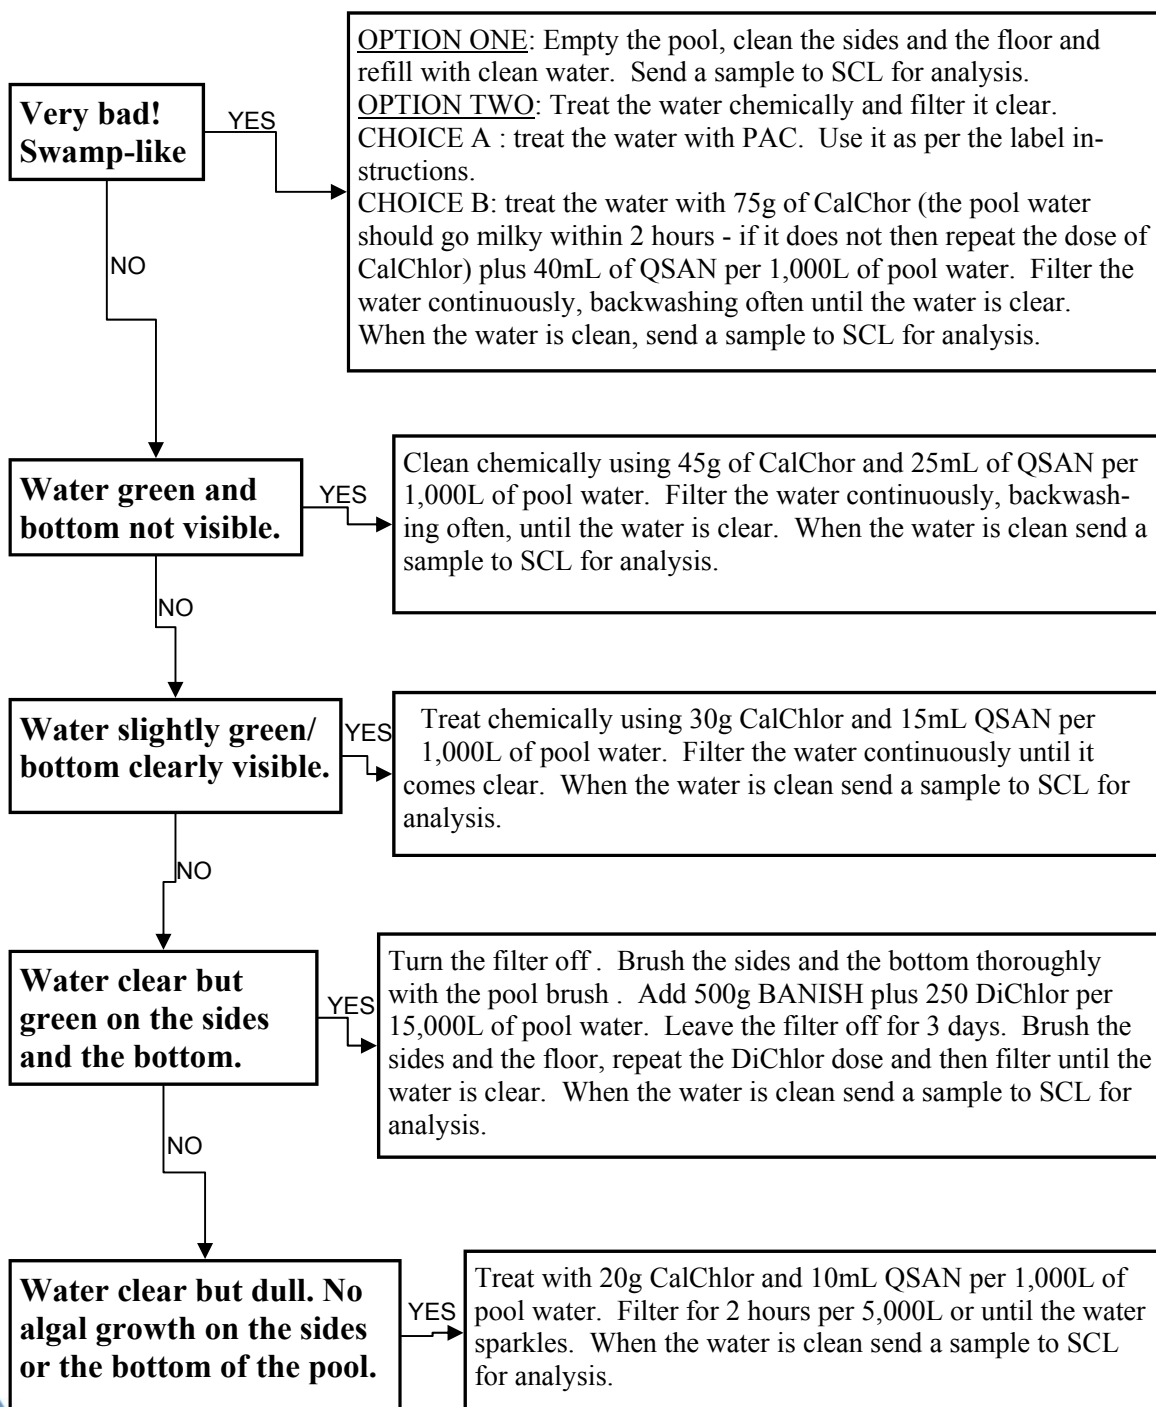 OPTION ONE: Empty the pool, clean the sides and the floor and
refill with clean water. Send a sample to SCL for analysis.
OPTION TWO: Treat the water chemically and filter it clear.
CHOICE A : treat the water with PAC. Use it as per the label in-
structions.
CHOICE B: treat the water with 75g of CalChor (the pool water
should go milky within 2 hours - if it does not then repeat the dose of
CalChlor) plus 40mL of QSAN per 1,000L of pool water. Filter the
water continuously, backwashing often until the water is clear.
When the water is clean, send a sample to SCL for analysis.
Very bad!
Swamp-like
YES
NO
Water green and
bottom not visible.
YES
Clean chemically using 45g of CalChor and 25mL of QSAN per
1,000L of pool water. Filter the water continuously, backwash-
ing often, until the water is clear. When the water is clean send a
sample to SCL for analysis.
NO
Water slightly green/
bottom clearly visible.
YES
Treat chemically using 30g CalChlor and 15mL QSAN per
1,000L of pool water. Filter the water continuously until it
comes clear. When the water is clean send a sample to SCL for
analysis.
NO
Water clear but
green on the sides
and the bottom.
YES
Turn the filter off . Brush the sides and the bottom thoroughly
with the pool brush . Add 500g BANISH plus 250 DiChlor per
15,000L of pool water. Leave the filter off for 3 days. Brush the
sides and the floor, repeat the DiChlor dose and then filter until the
water is clear. When the water is clean send a sample to SCL for
analysis.
NO
Water clear but dull. No
algal growth on the sides
or the bottom of the pool.
YES
Treat with 20g CalChlor and 10mL QSAN per 1,000L of
pool water. Filter for 2 hours per 5,000L or until the water
sparkles. When the water is clean send a sample to SCL
for analysis.